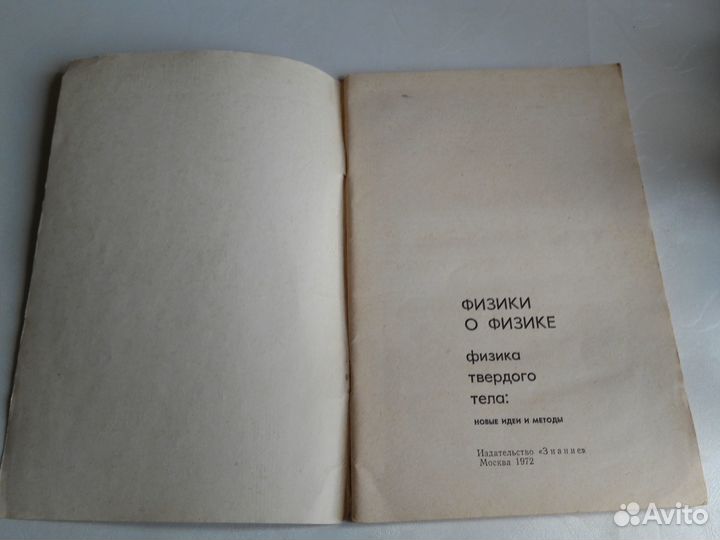 ФИЗИКИ
О ФИЗИКЕ
физика
твердого
тела:
НОВЫЕ ИДЕИ И МЕТОДЫ
Издательство «Знание»
Москва 1972
Avito